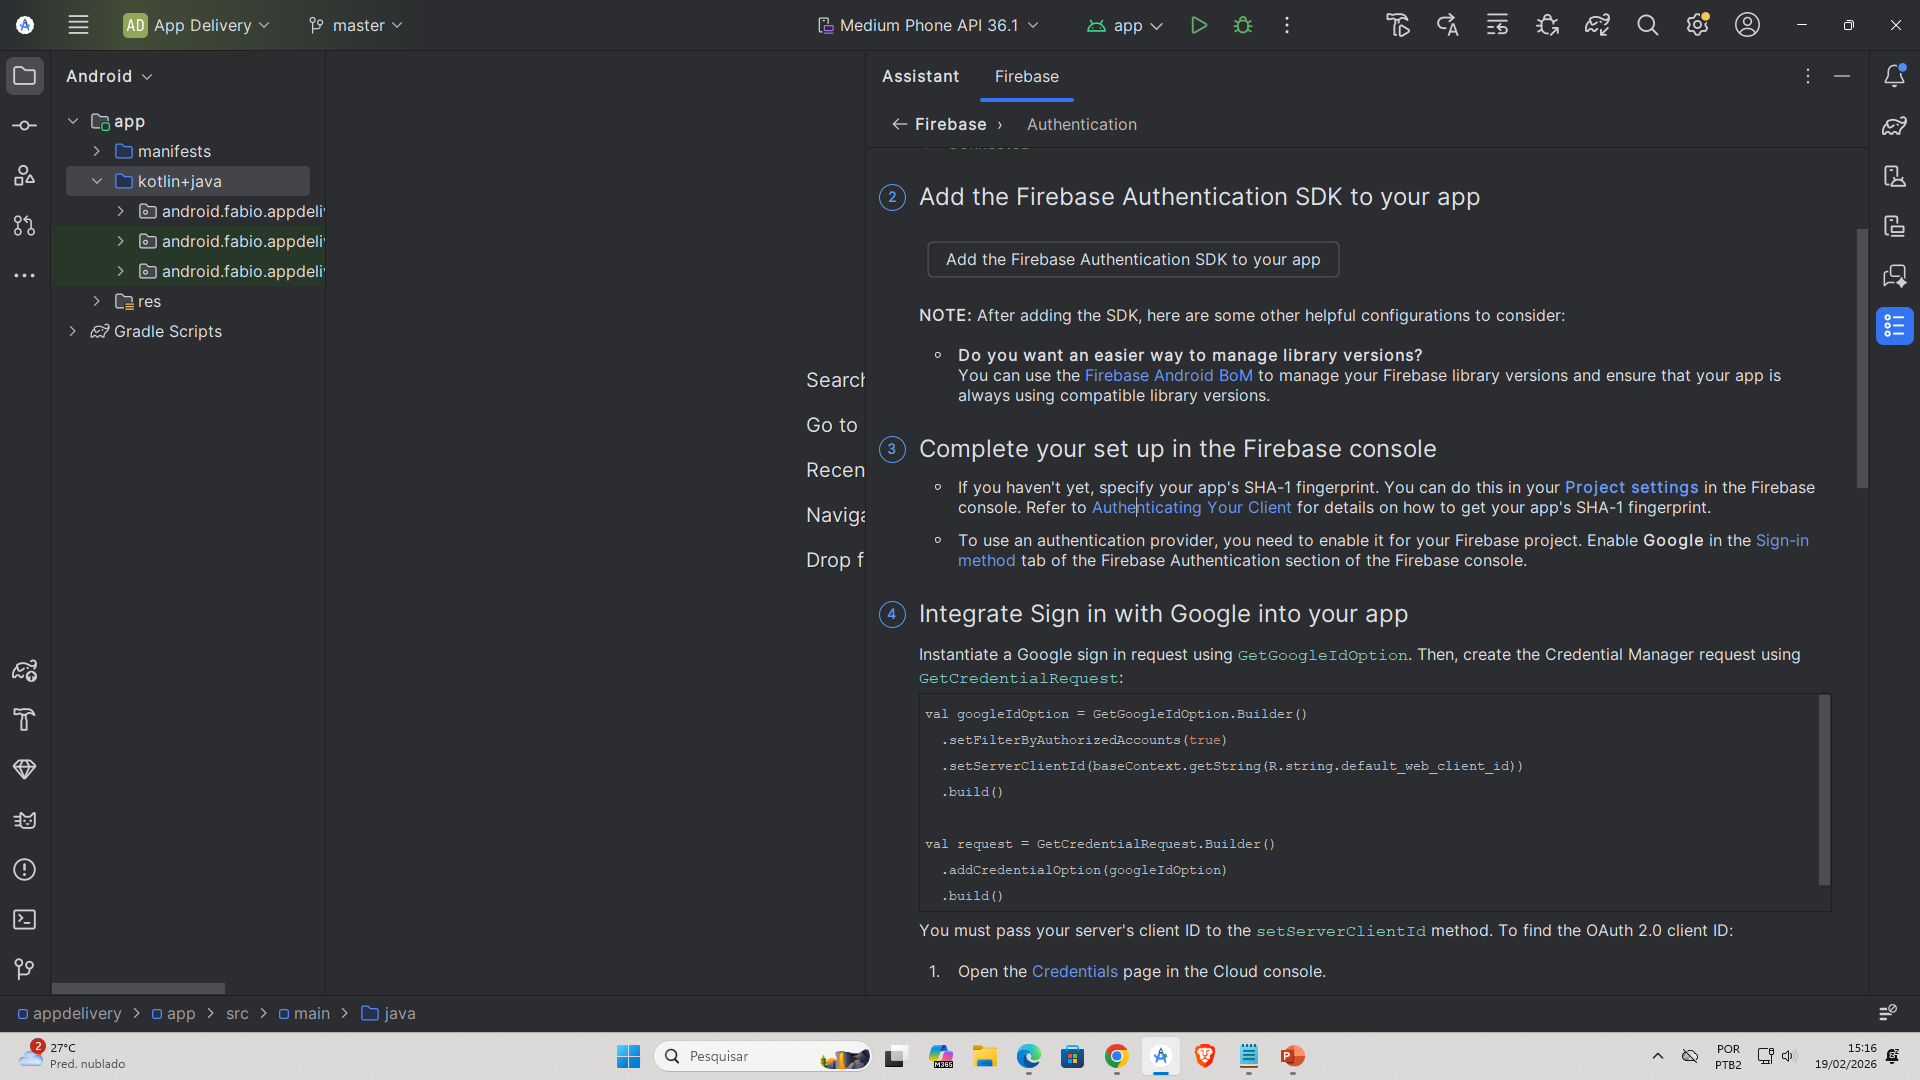 AD App Delivery
master
Medium Phone API 36.1
app
Android
app
manifests
kotlin+java
android.fabio.appdeliv
android.fabio.appdeliv
android.fabio.appdeliv
res
Gradle Scripts
Search
Go to
Recen
Naviga
Drop f
Assistant
Firebase
Firebase › Authentication
Connected
2 Add the Firebase Authentication SDK to your app
Add the Firebase Authentication SDK to your app
NOTE: After adding the SDK, here are some other helpful configurations to consider:
Do you want an easier way to manage library versions?
You can use the Firebase Android BoM to manage your Firebase library versions and ensure that your app is
always using compatible library versions.
3 Complete your set up in the Firebase console
If you haven't yet, specify your app's SHA-1 fingerprint. You can do this in your Project settings in the Firebase
console. Refer to Authenticating Your Client for details on how to get your app's SHA-1 fingerprint.
To use an authentication provider, you need to enable it for your Firebase project. Enable Google in the Sign-in
method tab of the Firebase Authentication section of the Firebase console.
4 Integrate Sign in with Google into your app
Instantiate a Google sign in request using GetGoogleIdOption. Then, create the Credential Manager request using
GetCredentialRequest:
val googleIdOption = GetGoogleIdOption.Builder()
.setFilterByAuthorizedAccounts(true)
.setServerClientId(baseContext.getString(R.string.default_web_client_id))
.build()
val request = GetCredentialRequest.Builder()
.addCredentialOption(googleIdOption)
.build()
You must pass your server's client ID to the setServerClientId method. To find the OAuth 2.0 client ID:
1. Open the Credentials page in the Cloud console.
appdelivery > app > src > main > java
2
27°C
Pred. nublado
Pesquisar
M365
POR
PTB2
15:16
19/02/2026